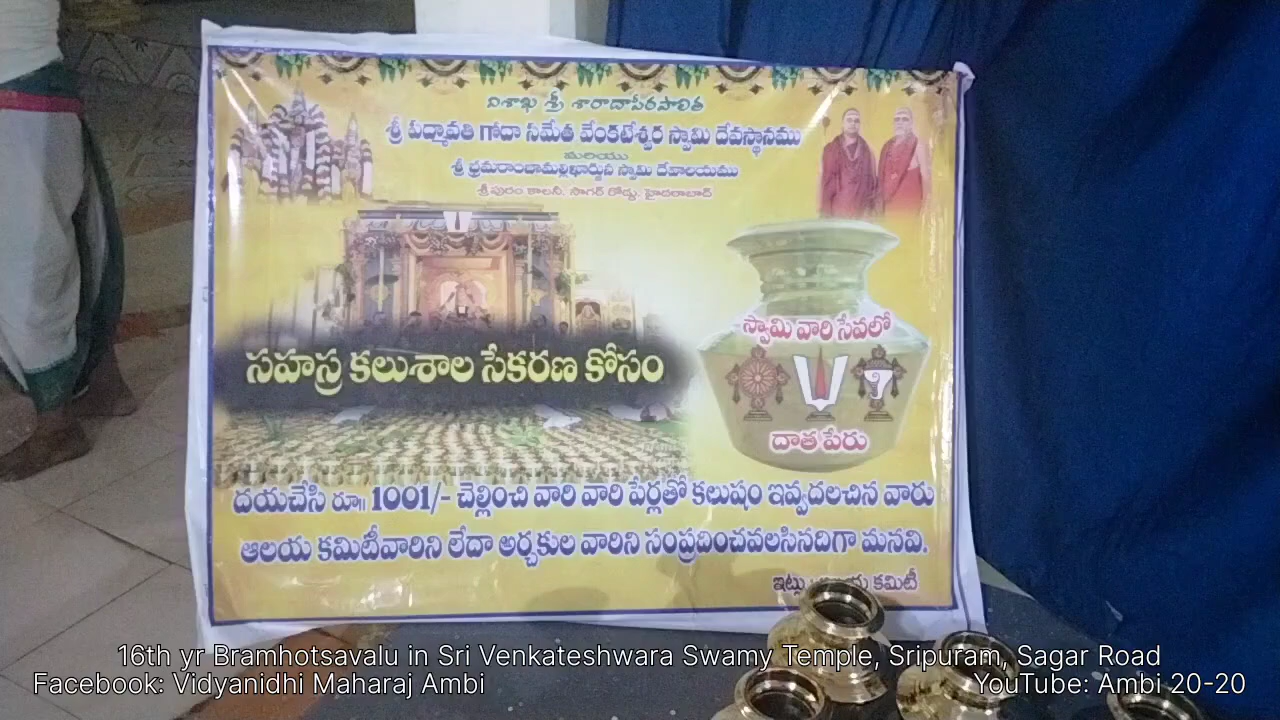 విశాఖ శ్రీ శారదాపీఠపాలిత
శ్రీ పద్మావతి గోదా సమేత వేంకటేశ్వర స్వామి దేవస్థానము
మరియు
శ్రీ భ్రమరాంబామల్లిఖార్జున స్వామి దేవాలయము
శ్రీపురం కాలనీ, సాగర్ రోడ్డు, హైదరాబాద్
సహస్ర కలుశాల సేకరణ కోసం
స్వామి వారి సేవలో
దాత పేరు
దయచేసి రూ॥ 1001/- చెల్లించి వారి వారి పేర్లతో కలుషం ఇవ్వదలచిన వారు
ఆలయ కమిటీవారిని లేదా అర్చకుల వారిని సంప్రదించవలసినదిగా మనవి.
ఇట్లు కమిటీ
16th yr Bramhotsavalu in Sri Venkateshwara Swamy Temple, Sripuram, Sagar Road
Facebook: Vidyanidhi Maharaj Ambi
YouTube: Ambi 20-20